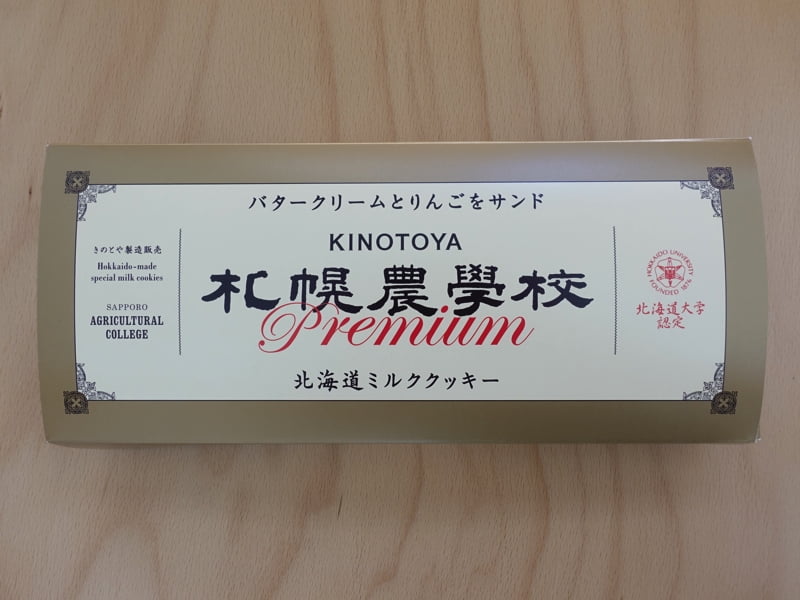 バタークリームとりんごをサンド
KINOTOYA
札幌農學校
Premium
北海道ミルククッキー
きのとや製造販売
Hokkaido-made
special milk cookies
SAPPORO
AGRICULTURAL
COLLEGE
HOKKAIDO UNIVERSITY
FOUNDED 1876
北海道大学
認定